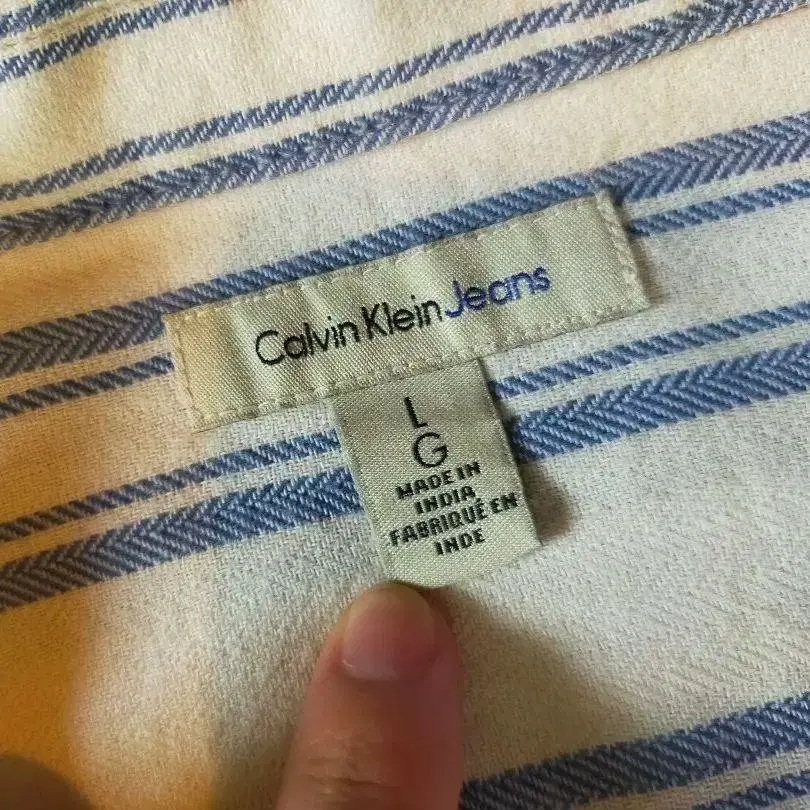 Calvin Klein Jeans
L
G
MADE IN
INDIA
FABRIQUÉ EN
INDE